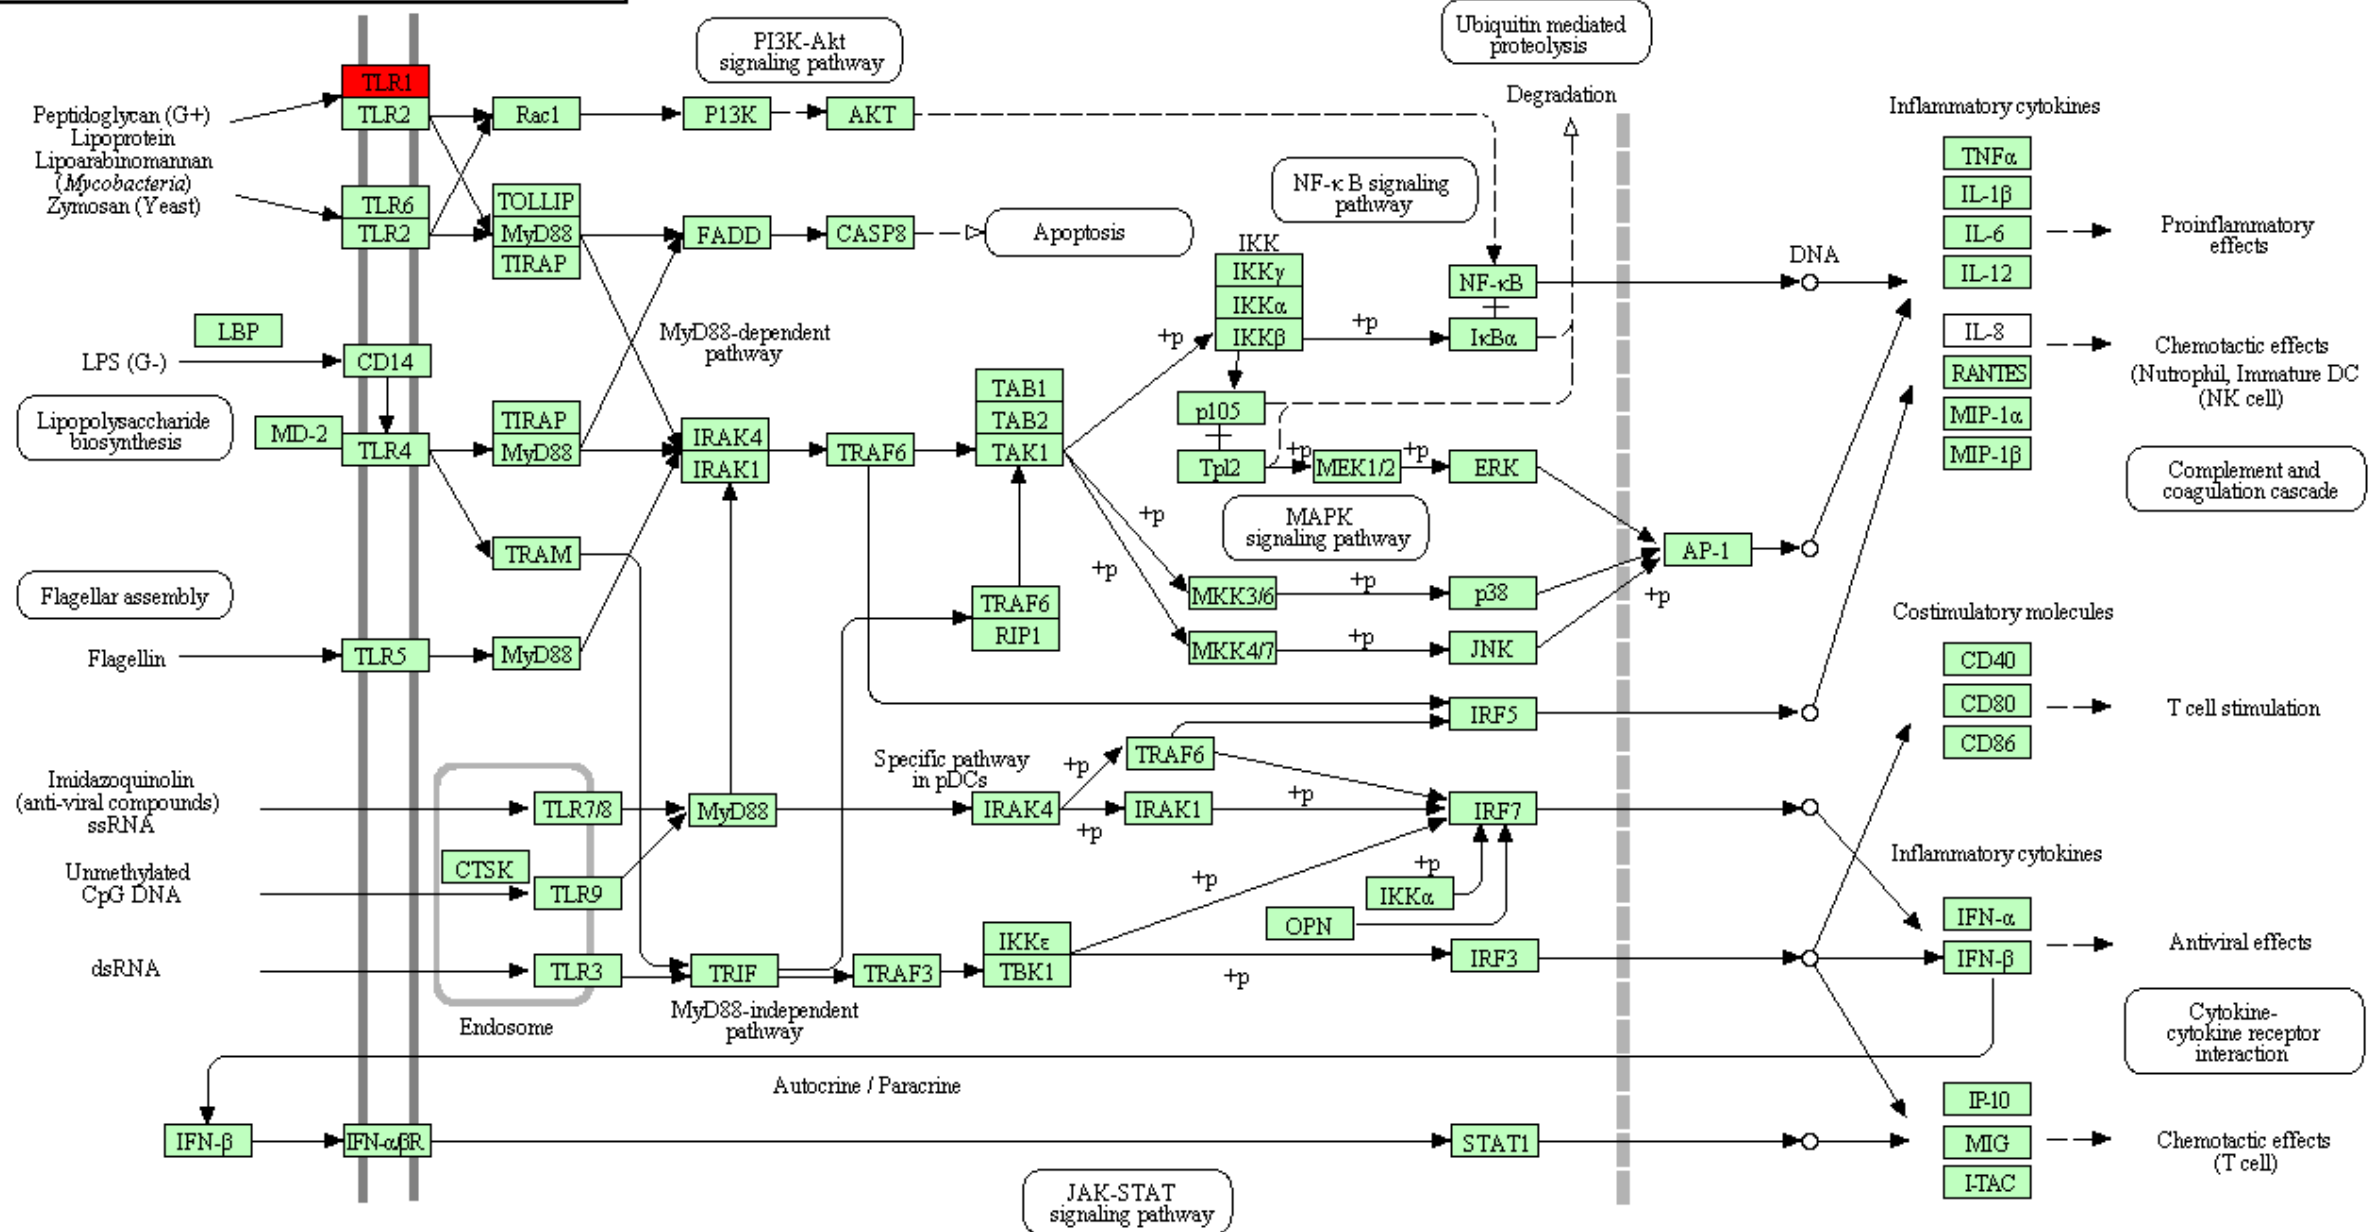 PI3K-Akt
signaling pathway
Ubiquitin mediated
proteolysis
Degradation
TLR1
TLR2
Rac1
P13K
AKT
Peptidoglycan (G+)
Lipoprotein
Lipoarabinomannan
(Mycobacteria)
Zymosan (Yeast)
TLR6
TLR2
TOLLIP
MyD88
TIRAP
FADD
CASP8
Apoptosis
NF-κB signaling
pathway
IKK
IKKγ
IKKα
IKKβ
NF-κB
IκBα
+p
+p
DNA
Inflammatory cytokines
TNFα
IL-1β
IL-6
IL-12
Proinflammatory
effects
IL-8
RANTES
MIP-1α
MIP-1β
Chemotactic effects
(Nutrophil, Immature DC
(NK cell)
Complement and
coagulation cascade
LBP
LPS (G-)
CD14
MyD88-dependent
pathway
Lipopolysaccharide
biosynthesis
MD-2
TLR4
TIRAP
MyD88
IRAK4
IRAK1
TRAF6
TAB1
TAB2
TAK1
p105
Tpl2
+p
MEK1/2
+p
ERK
MAPK
signaling pathway
+p
+p
TRAM
AP-1
Flagellar assembly
TRAF6
RIP1
MKK3/6
+p
p38
+p
Flagellin
TLR5
MyD88
MKK4/7
+p
JNK
Costimulatory molecules
CD40
CD80
CD86
T cell stimulation
IRF5
Specific pathway
in pDCs
+p
TRAF6
Imidazoquinolin
(anti-viral compounds)
ssRNA
TLR7/8
MyD88
IRAK4
+p
IRAK1
+p
IRF7
Unmethylated
CpG DNA
CTSK
TLR9
+p
+p
IKKα
OPN
Inflammatory cytokines
IFN-α
IFN-β
Antiviral effects
dsRNA
TLR3
TRIF
TRAF3
IKKε
TBK1
+p
IRF3
Endosome
MyD88-independent
pathway
Cytokine-
cytokine receptor
interaction
Autocrine / Paracrine
IFN-β
IFN-αβR
STAT1
IP-10
MIG
I-TAC
Chemotactic effects
(T cell)
JAK-STAT
signaling pathway